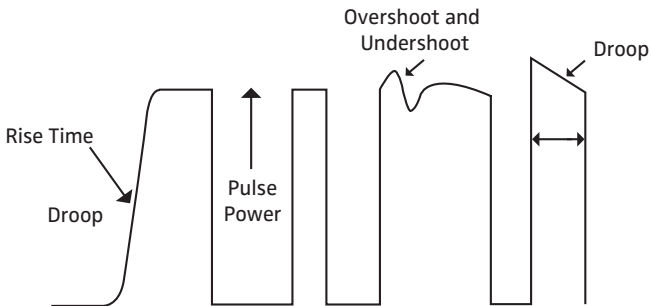 Overshoot and
Undershoot
Droop
Rise Time
Droop
Pulse
Power